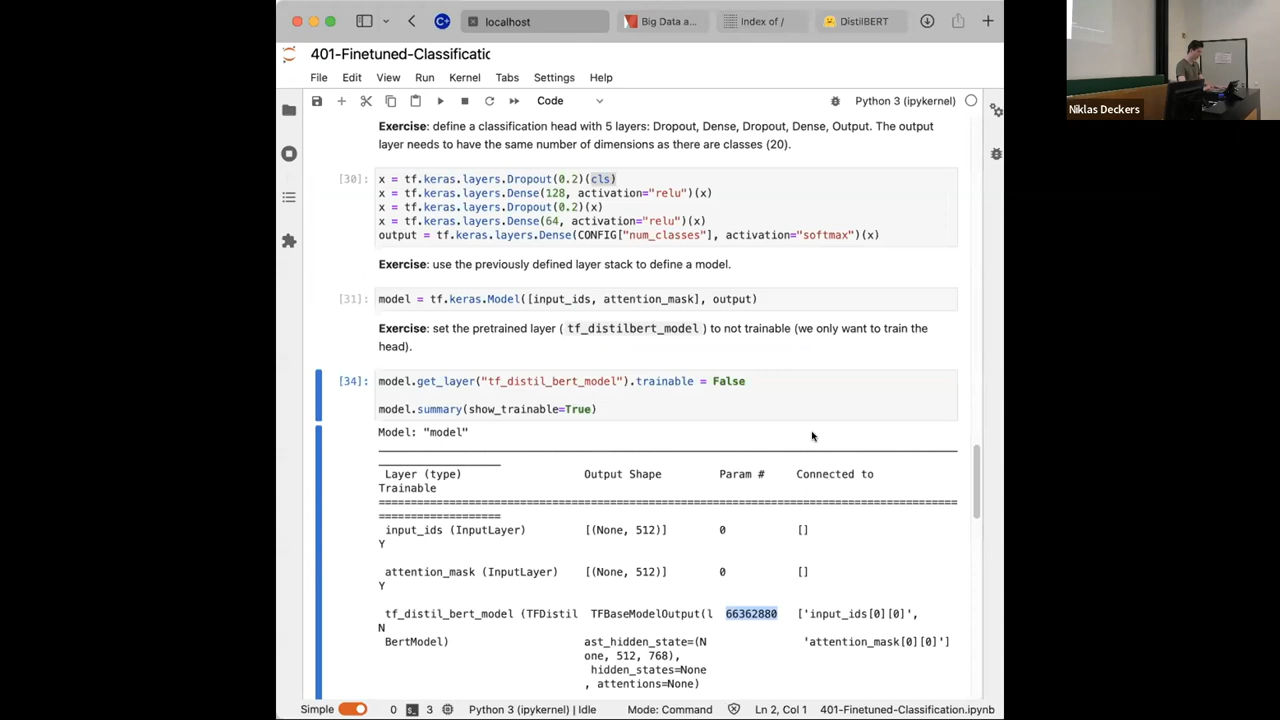 localhost
Big Data a...
Index of /
DistilBERT
401-Finetuned-Classificatic
File Edit View Run Kernel Tabs Settings Help
Code
Python 3 (ipykernel)
Niklas Deckers
Exercise: define a classification head with 5 layers: Dropout, Dense, Dropout, Dense, Output. The output
layer needs to have the same number of dimensions as there are classes (20).
[30]: x = tf.keras.layers.Dropout(0.2)(cls)
x = tf.keras.layers.Dense(128, activation="relu")(x)
x = tf.keras.layers.Dropout(0.2)(x)
x = tf.keras.layers.Dense(64, activation="relu")(x)
output = tf.keras.layers.Dense(CONFIG["num_classes"], activation="softmax")(x)
Exercise: use the previously defined layer stack to define a model.
[31]: model = tf.keras.Model([input_ids, attention_mask], output)
Exercise: set the pretrained layer ( tf_distilbert_model ) to not trainable (we only want to train the
head).
[34]: model.get_layer("tf_distil_bert_model").trainable = False
model.summary(show_trainable=True)
Model: "model"
Layer (type) Output Shape Param # Connected to
Trainable
==========================================================================================
===================
input_ids (InputLayer) [(None, 512)] 0 []
Y
attention_mask (InputLayer) [(None, 512)] 0 []
Y
tf_distil_bert_model (TFDistil TFBaseModelOutput(l 66362880 ['input_ids[0][0]',
N
BertModel) ast_hidden_state=(N 'attention_mask[0][0]']
one, 512, 768),
hidden_states=None
, attentions=None)
Simple 0 3 Python 3 (ipykernel) | Idle Mode: Command Ln 2, Col 1 401-Finetuned-Classification.ipynb